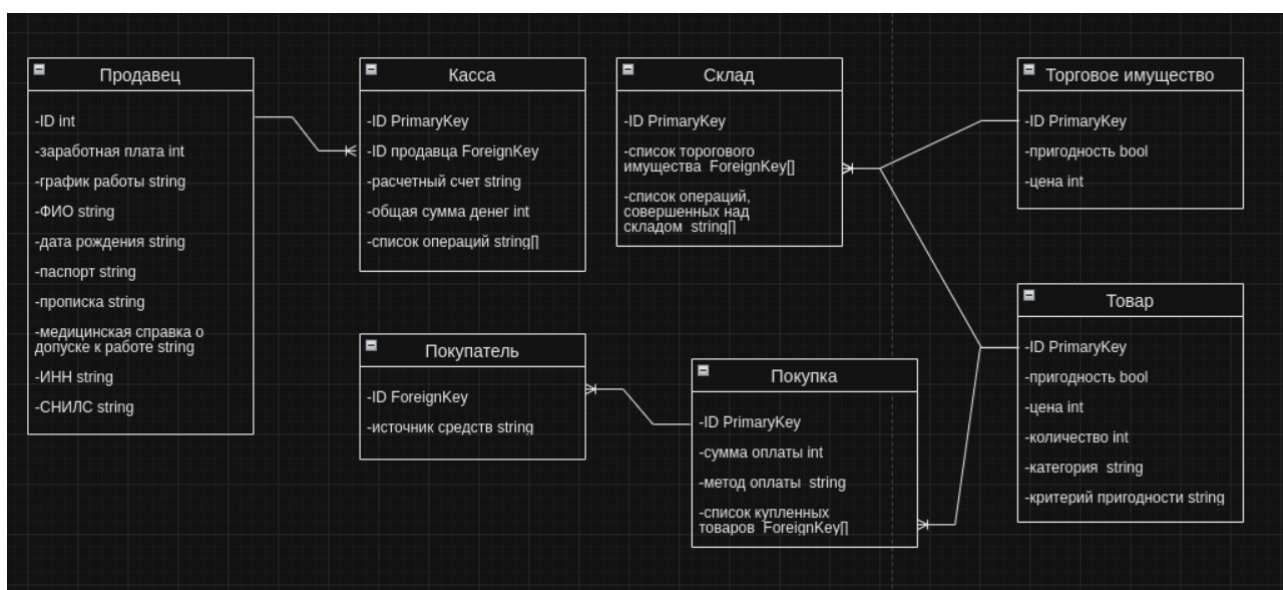 Продавец
-ID int
-заработная плата int
-график работы string
-ФИО string
-дата рождения string
-паспорт string
-прописка string
-медицинская справка о
допуске к работе string
-ИНН string
-СНИЛС string
Касса
-ID PrimaryKey
-ID продавца ForeignKey
-расчетный счет string
-общая сумма денег int
-список операций string[]
Склад
-ID PrimaryKey
-список торогового
имущества ForeignKey[]
-список операций,
совершенных над
складом string[]
Торговое имущество
-ID PrimaryKey
-пригодность bool
-цена int
Покупатель
-ID ForeignKey
-источник средств string
Покупка
-ID PrimaryKey
-сумма оплаты int
-метод оплаты string
-список купленных
товаров ForeignKey[]
Товар
-ID PrimaryKey
-пригодность bool
-цена int
-количество int
-категория string
-критерий пригодности string